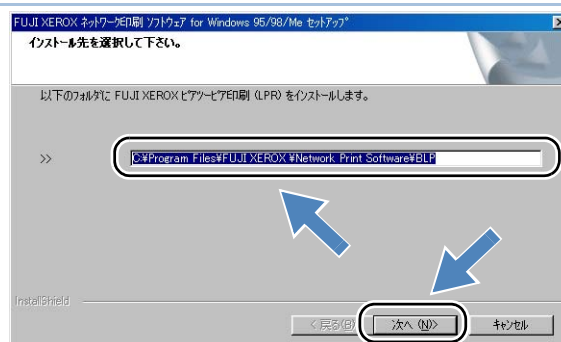 FUJI XEROX ネットワーク印刷 ソフトウェア for Windows 95/98/Me セットアップ
インストール先を選択して下さい。
以下のフォルダに FUJI XEROX ピアツーピア印刷 (LPR) をインストールします。
>> C:¥Program Files¥FUJI XEROX¥Network Print Software¥BLP
InstallShield
< 戻る(B) 次へ (N)> キャンセル